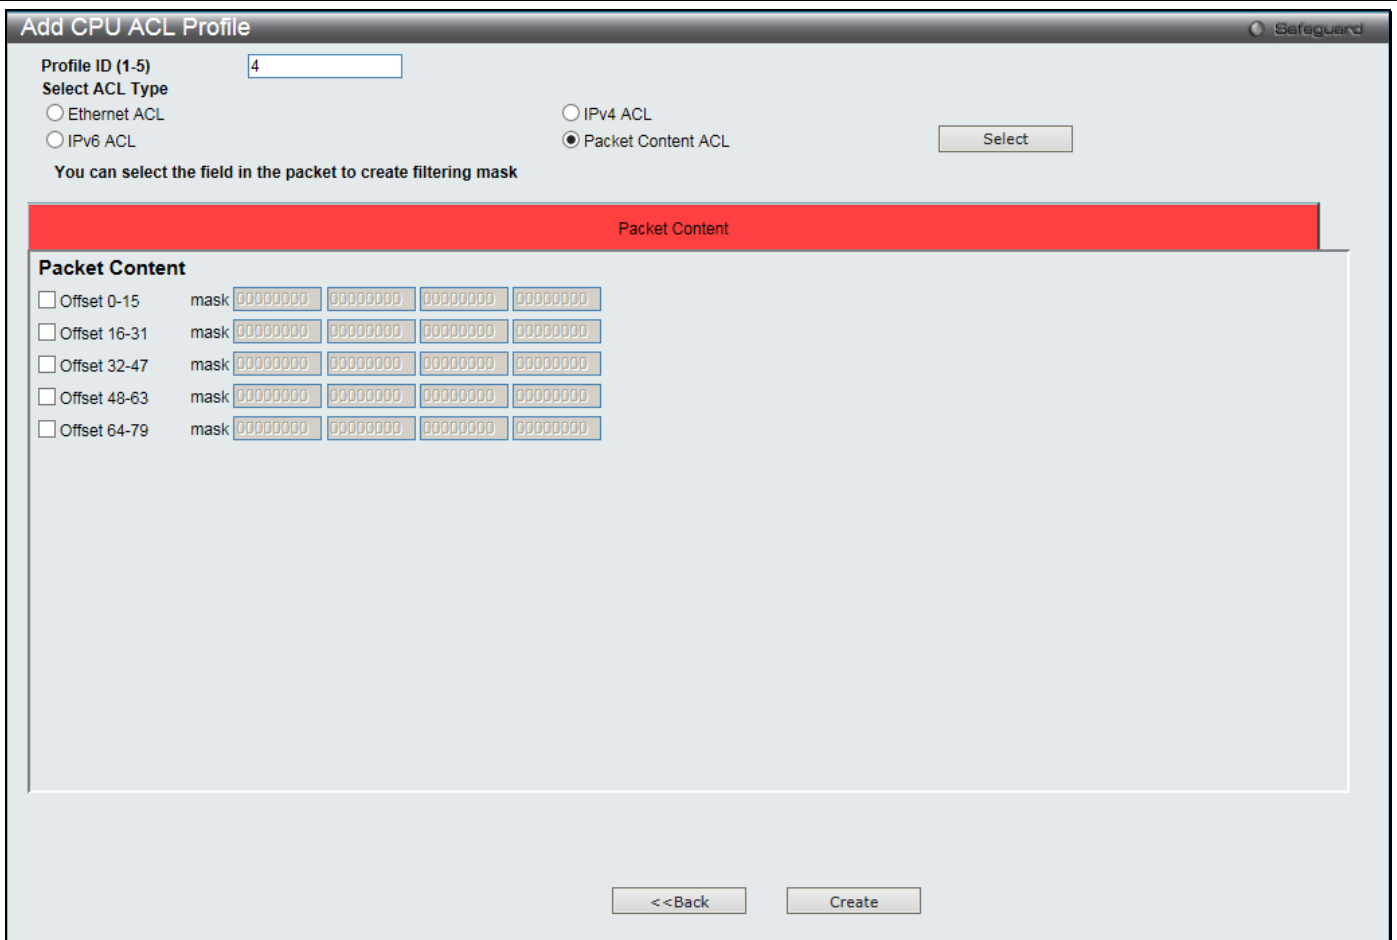 Add CPU ACL Profile
Safeguard
Profile ID (1-5) 4
Select ACL Type
Ethernet ACL IPv4 ACL
IPv6 ACL Packet Content ACL Select
You can select the field in the packet to create filtering mask
Packet Content
Packet Content
Offset 0-15 mask 00000000 00000000 00000000 00000000
Offset 16-31 mask 00000000 00000000 00000000 00000000
Offset 32-47 mask 00000000 00000000 00000000 00000000
Offset 48-63 mask 00000000 00000000 00000000 00000000
Offset 64-79 mask 00000000 00000000 00000000 00000000
<<Back Create